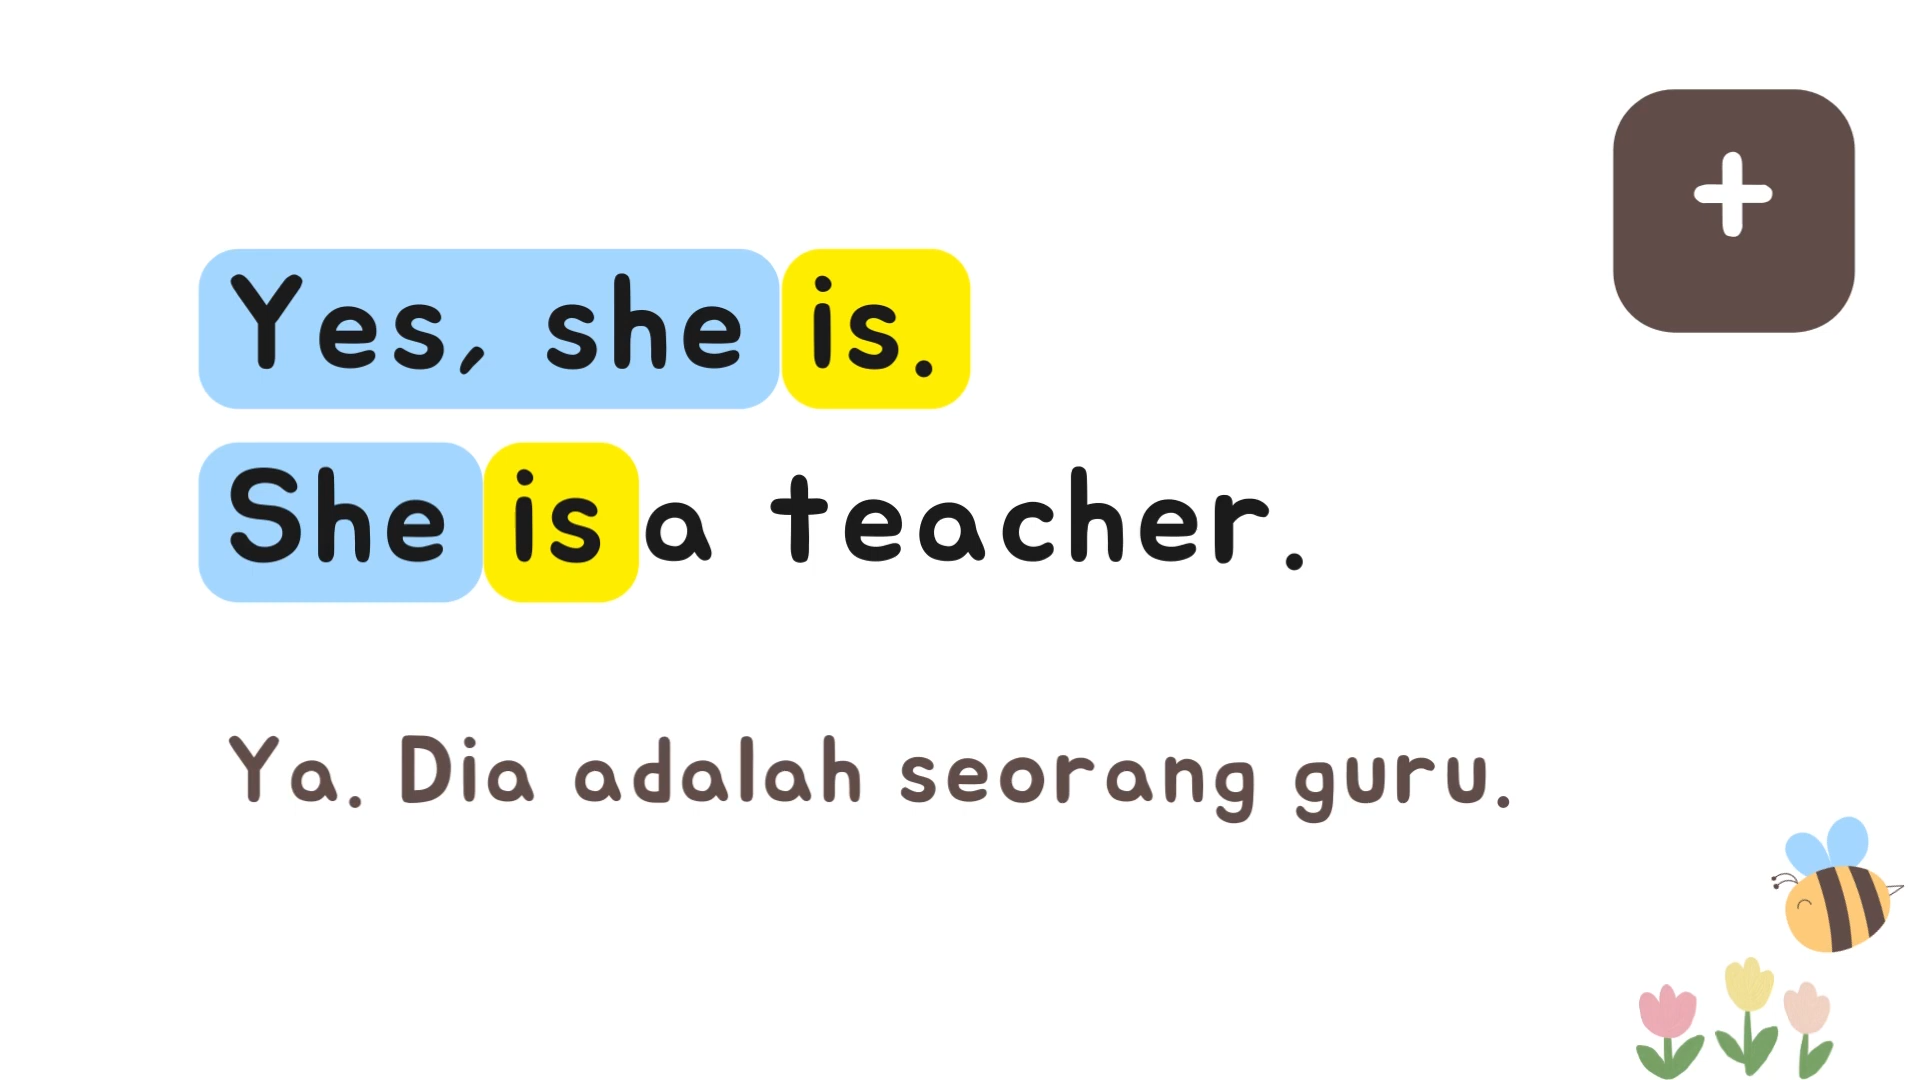 +
Yes, she is.
She is a teacher.
Ya. Dia adalah seorang guru.